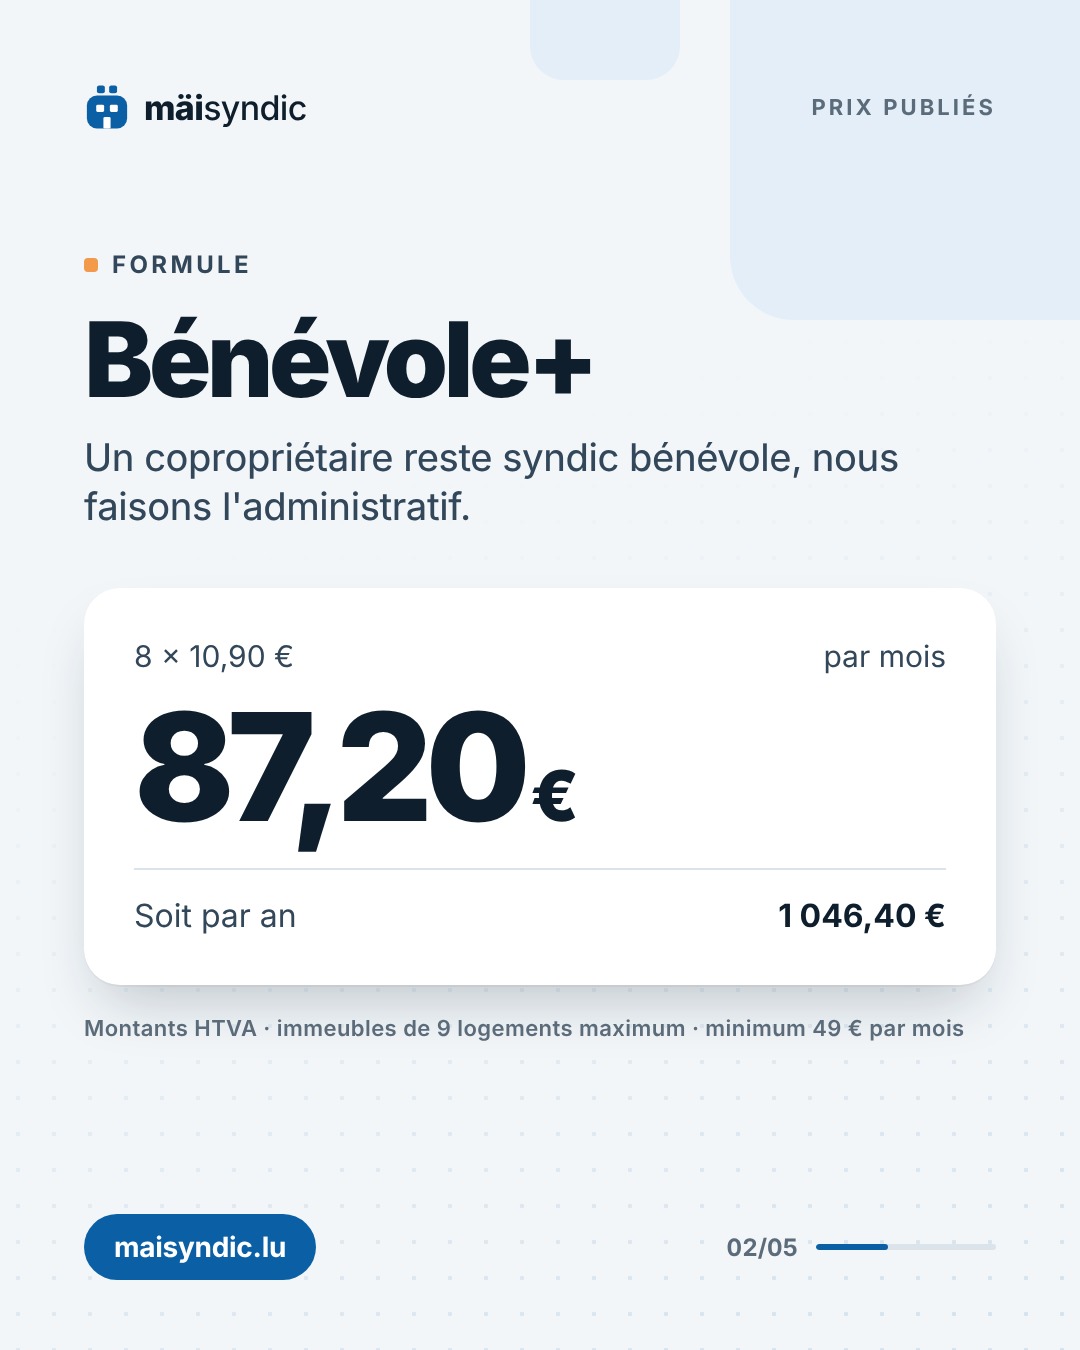 mäisyndic
PRIX PUBLIÉS
FORMULE
Bénévole+
Un copropriétaire reste syndic bénévole, nous
faisons l'administratif.
8 × 10,90 €
par mois
87,20 €
Soit par an
1 046,40 €
Montants HTVA · immeubles de 9 logements maximum · minimum 49 € par mois
maisyndic.lu
02/05